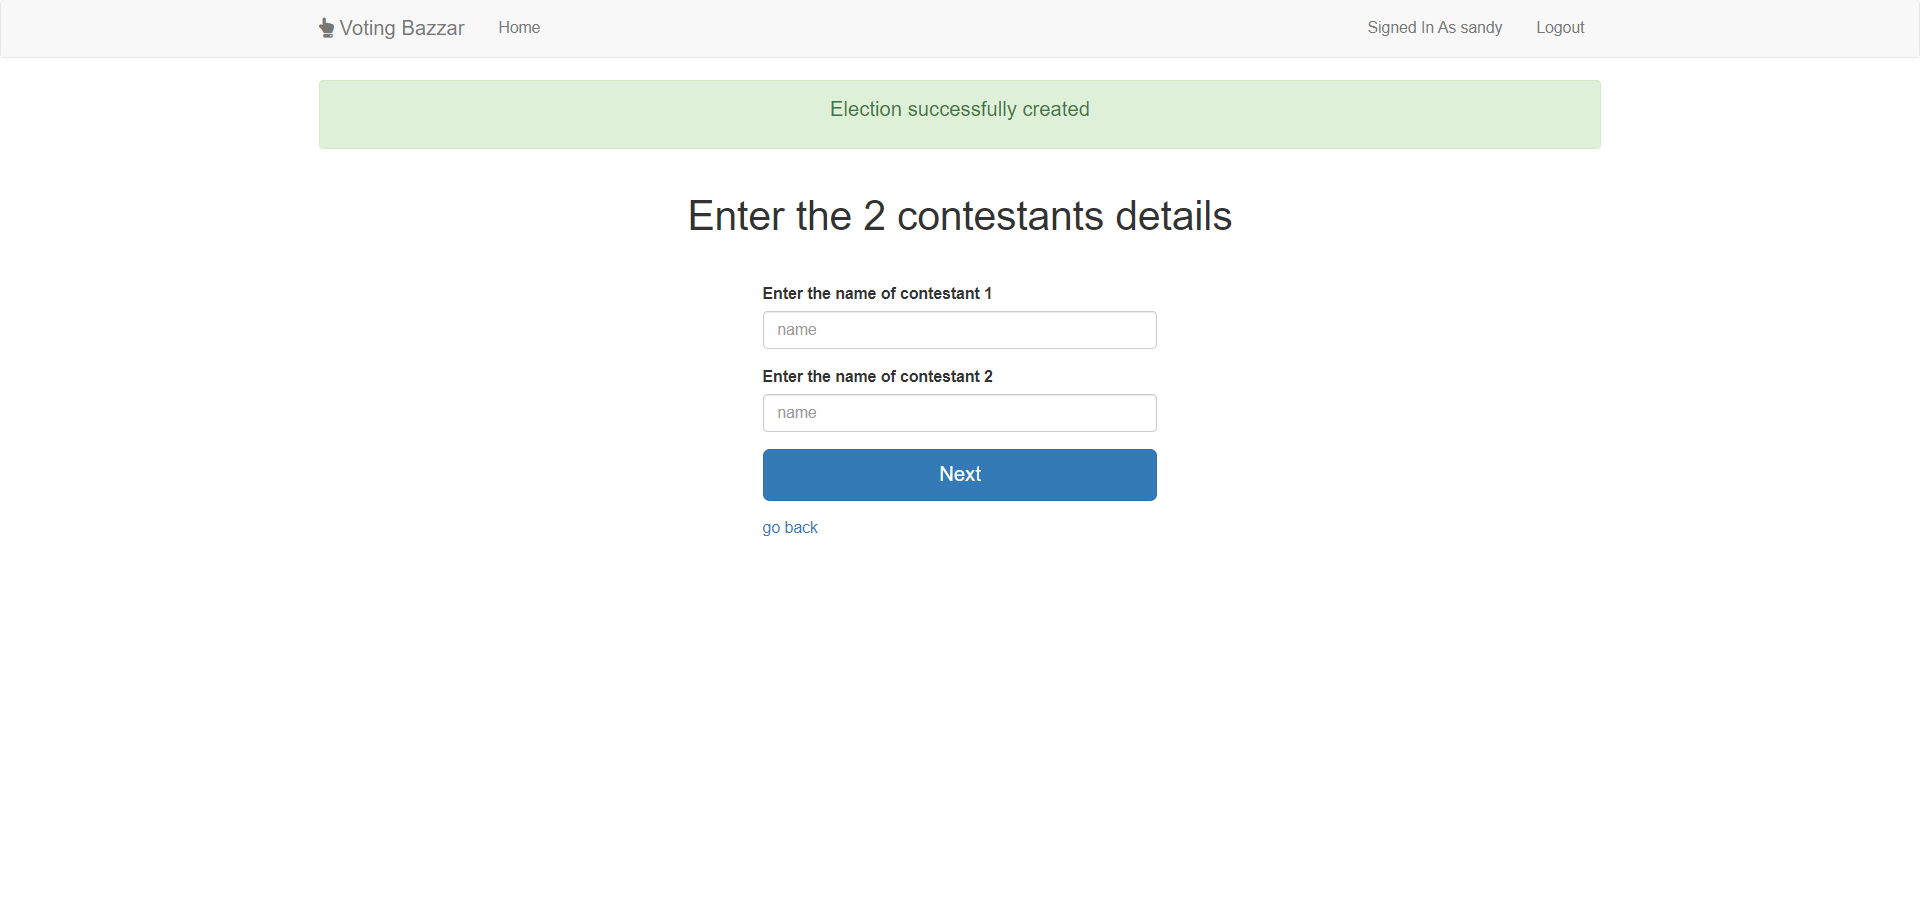 Voting Bazzar Home Signed In As sandy Logout
Election successfully created
Enter the 2 contestants details
Enter the name of contestant 1
name
Enter the name of contestant 2
name
Next
go back